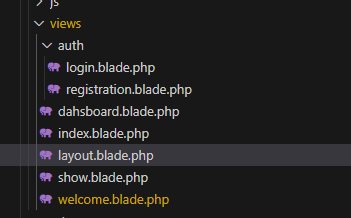 js
views
auth
login.blade.php
registration.blade.php
dahsboard.blade.php
index.blade.php
layout.blade.php
show.blade.php
welcome.blade.php